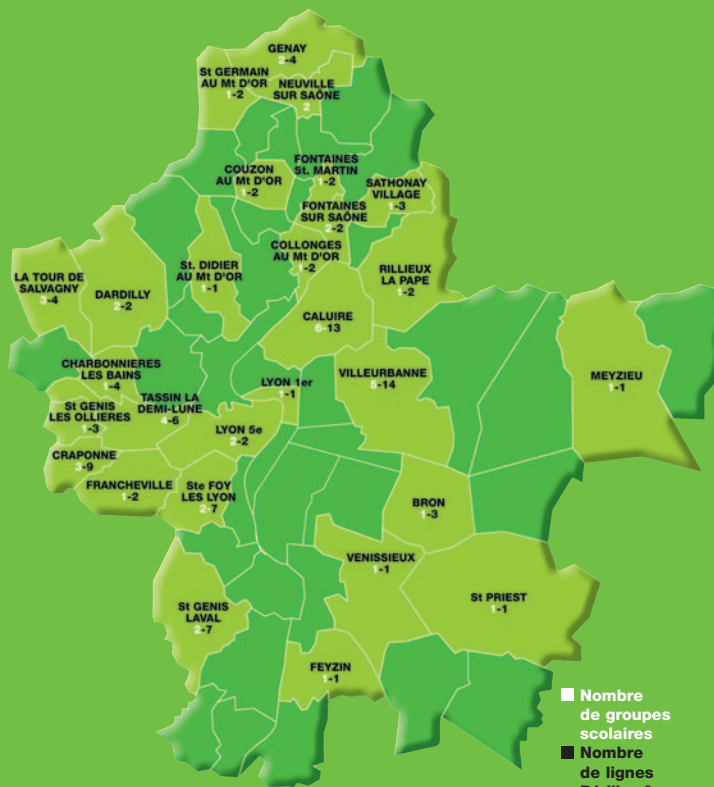 GENAY
2-4
St GERMAIN
AU Mt D'OR
1-2
NEUVILLE
SUR SAÔNE
2
COUZON
AU Mt D'OR
1-2
FONTAINES
St. MARTIN
1-2
SATHONAY
VILLAGE
1-3
FONTAINES
SUR SAÔNE
2-2
COLLONGES
AU Mt D'OR
1-2
St. DIDIER
AU Mt D'OR
1-1
RILLIEUX
LA PAPE
1-2
LA TOUR DE
SALVAGNY
3-4
DARDILLY
2-2
CALUIRE
6-13
CHARBONNIERES
LES BAINS
1-4
LYON 1er
1-1
VILLEURBANNE
5-14
MEYZIEU
1-1
St GENIS
LES OLLIERES
1-3
TASSIN LA
DEMI-LUNE
4-6
LYON 5e
2-2
CRAPONNE
3-9
FRANCHEVILLE
1-2
Ste FOY
LES LYON
2-7
BRON
1-3
VENISSIEUX
1-1
St PRIEST
1-1
St GENIS
LAVAL
2-7
FEYZIN
1-1
Nombre
de groupes
scolaires
Nombre
de lignes